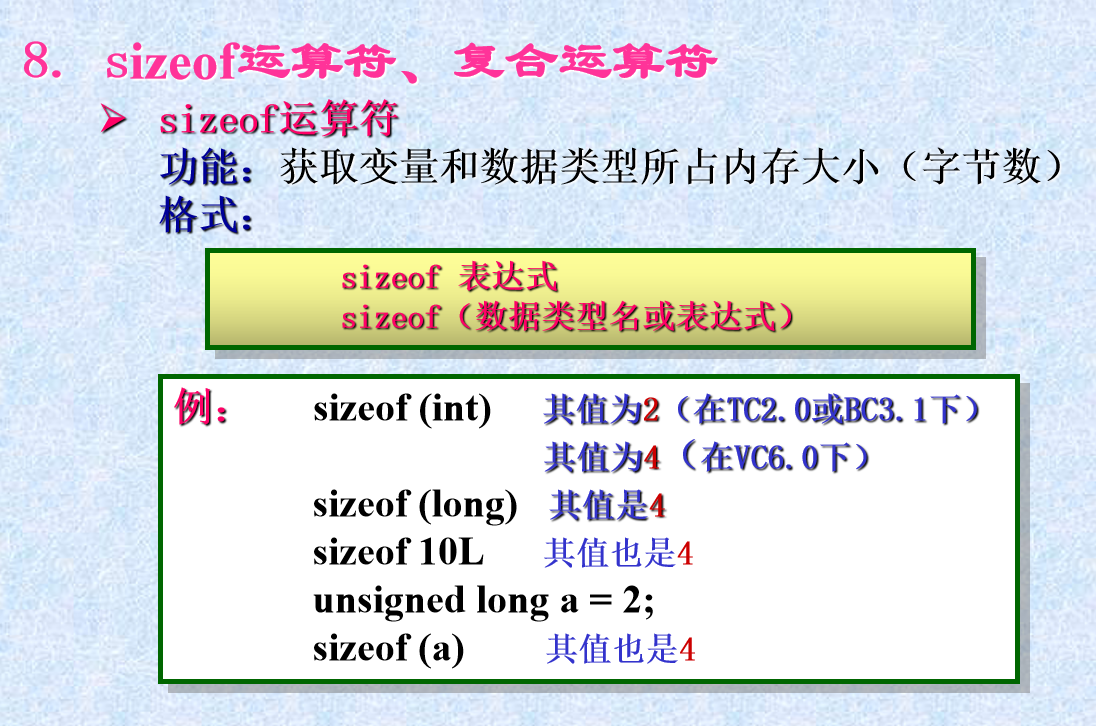 8. sizeof运算符、复合运算符
➢ sizeof运算符
功能：获取变量和数据类型所占内存大小（字节数）
格式：
sizeof 表达式
sizeof（数据类型名或表达式）
例： sizeof (int) 其值为2（在TC2.0或BC3.1下）
其值为4（在VC6.0下）
sizeof (long) 其值是4
sizeof 10L 其值也是4
unsigned long a = 2;
sizeof (a) 其值也是4